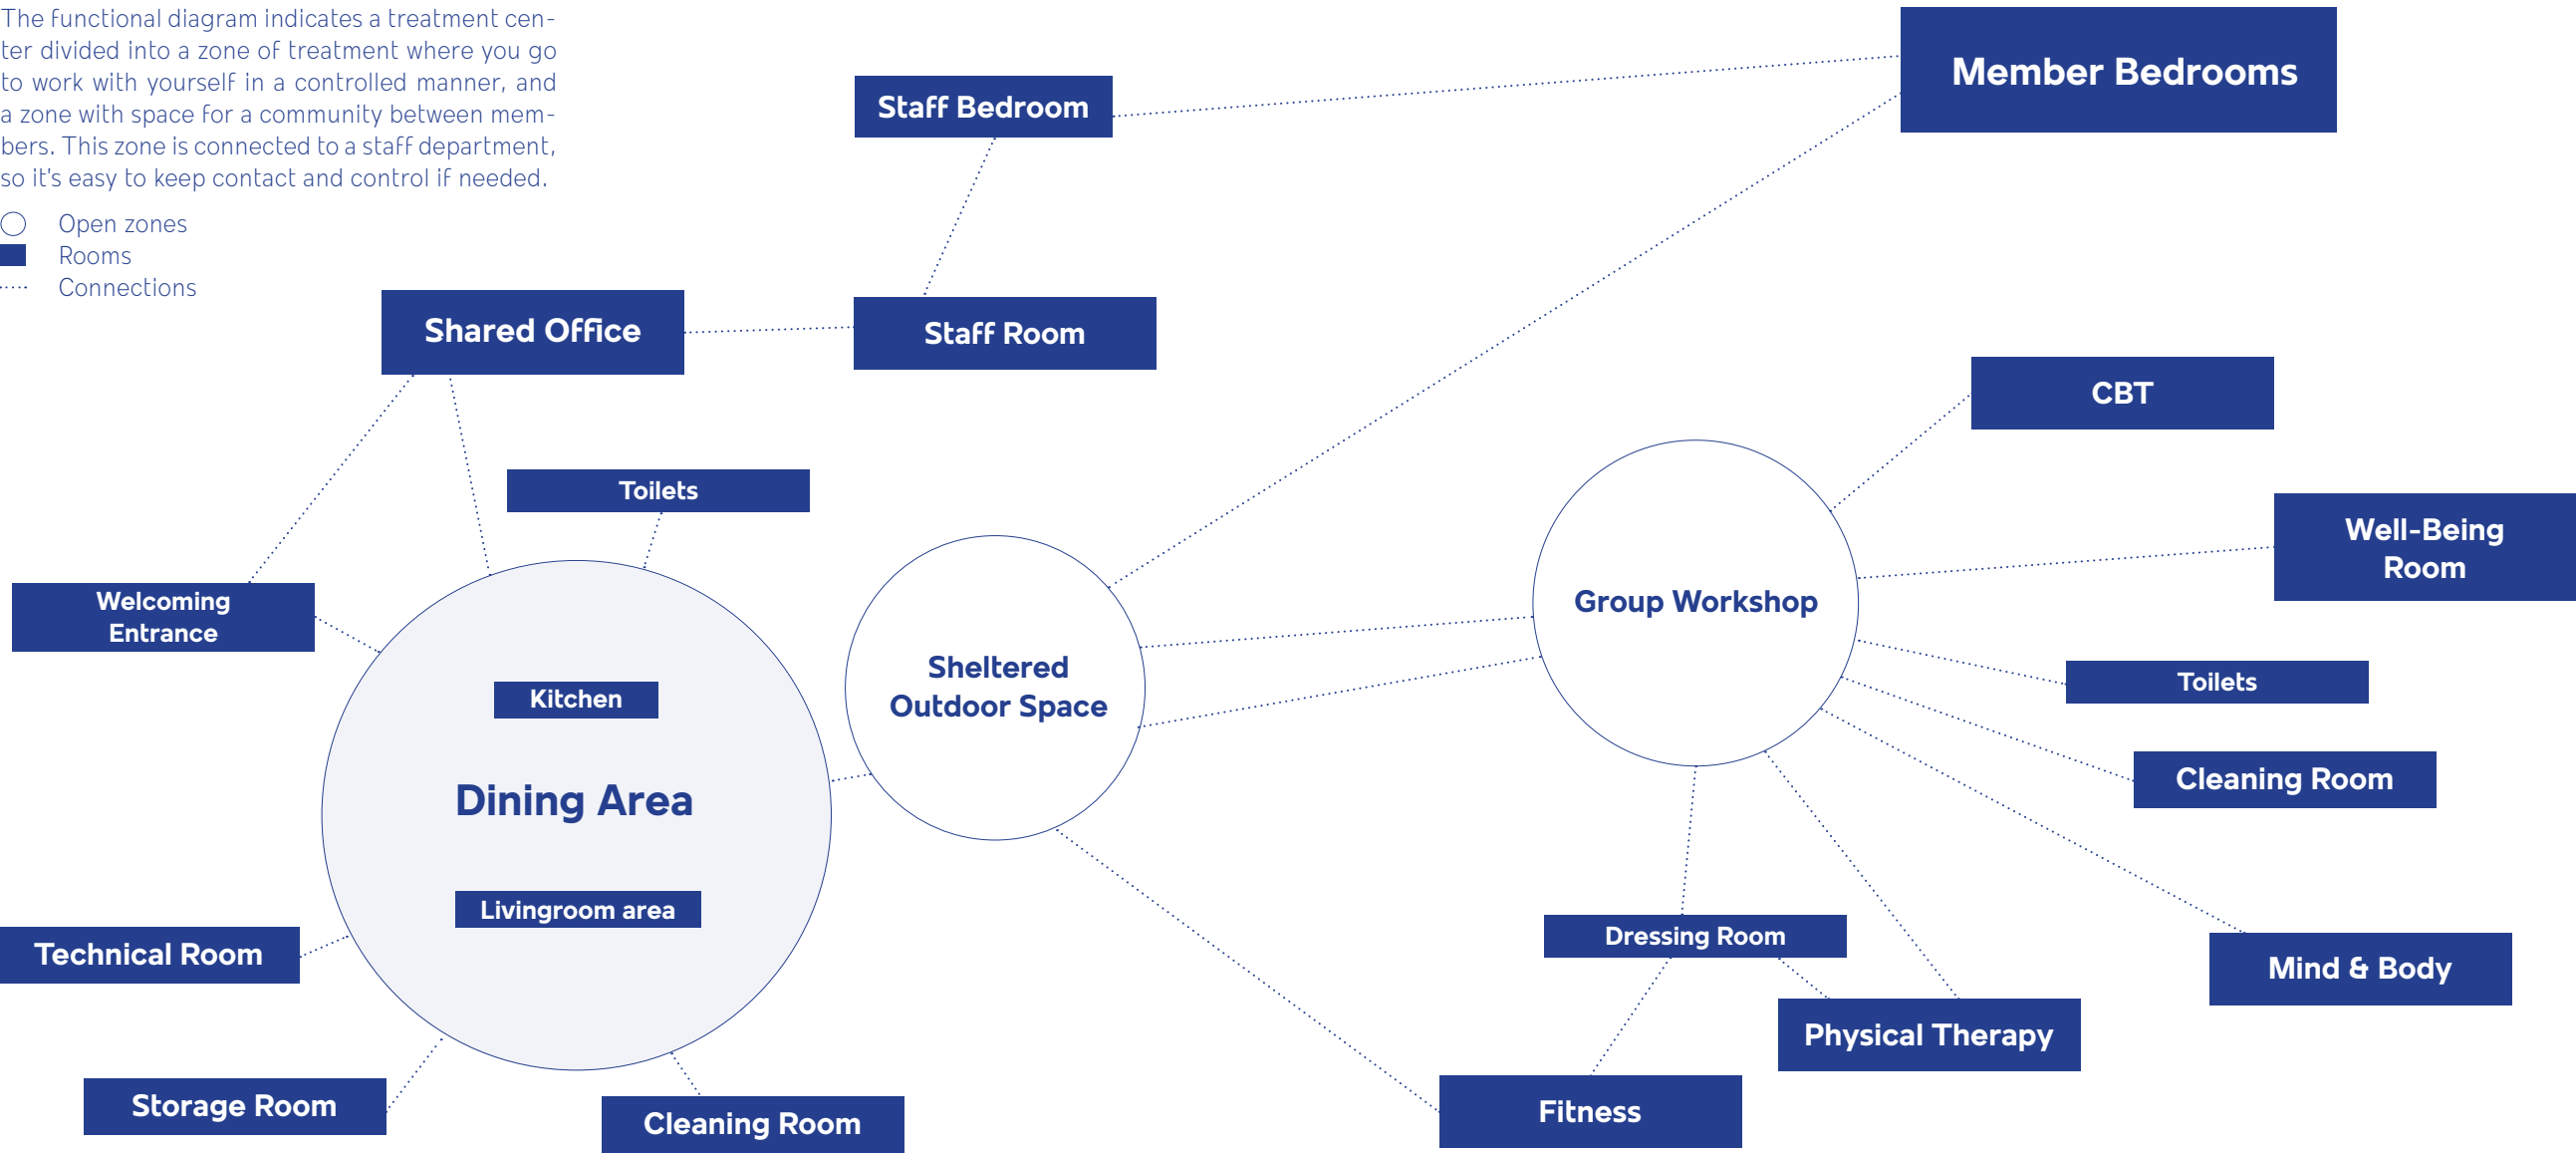 The functional diagram indicates a treatment cen-
ter divided into a zone of treatment where you go
to work with yourself in a controlled manner, and
a zone with space for a community between mem-
bers. This zone is connected to a staff department,
so it's easy to keep contact and control if needed.
Open zones
Rooms
Connections
Member Bedrooms
Staff Bedroom
Shared Office
Staff Room
CBT
Toilets
Well-Being
Room
Welcoming
Entrance
Group Workshop
Sheltered
Outdoor Space
Kitchen
Toilets
Dining Area
Cleaning Room
Livingroom area
Dressing Room
Technical Room
Mind & Body
Physical Therapy
Storage Room
Cleaning Room
Fitness